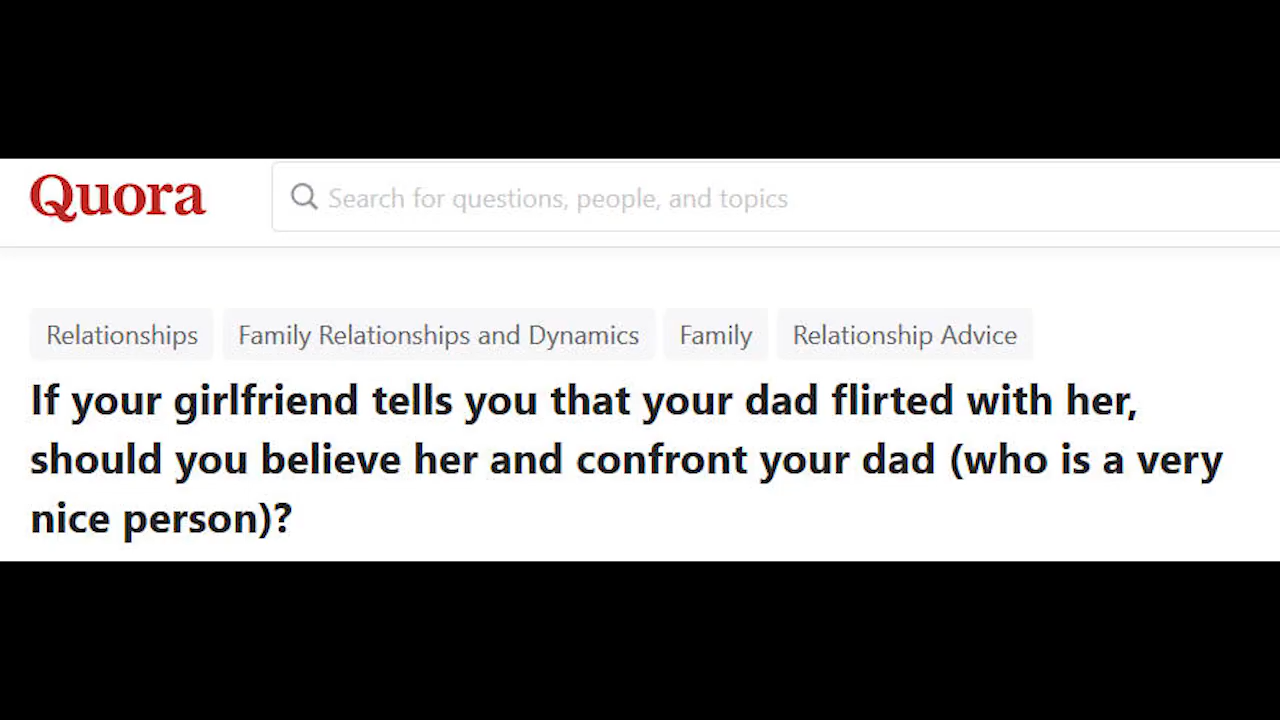 Quora
Search for questions, people, and topics
Relationships
Family Relationships and Dynamics
Family
Relationship Advice
If your girlfriend tells you that your dad flirted with her,
should you believe her and confront your dad (who is a very
nice person)?